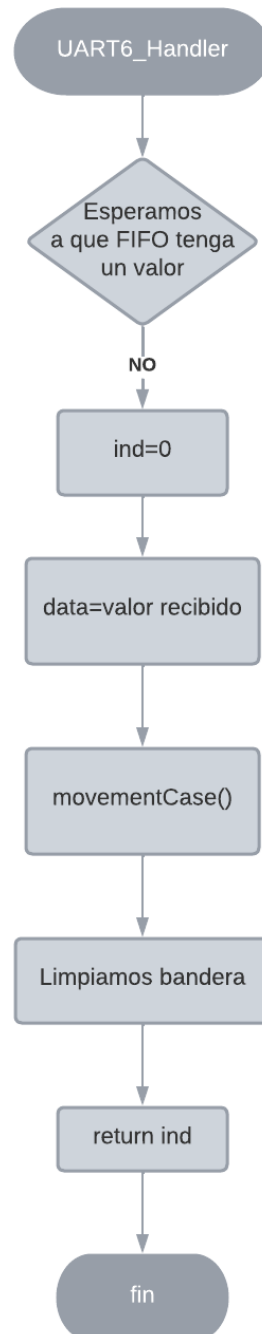 UART6_Handler
Esperamos
a que FIFO tenga
un valor
NO
ind=0
data=valor recibido
movementCase()
Limpiamos bandera
return ind
fin